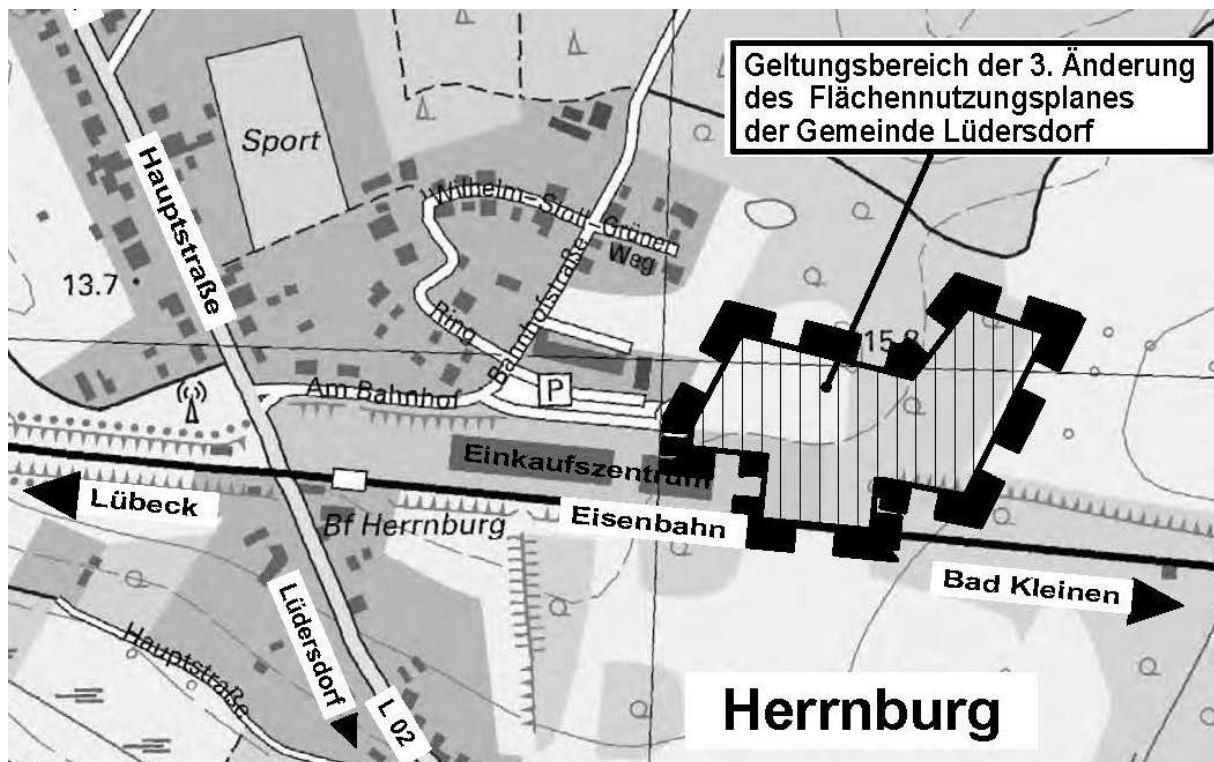 Geltungsbereich der 3. Änderung
des Flächennutzungsplanes
der Gemeinde Lüdersdorf
Hauptstraße
Sport
Wilhelm-Stoll-
Ring
Grüner
Weg
Bahnhofstraße
13.7
15.8
Am Bahnhof
P
Einkaufszentrum
Lübeck
Bf Herrnburg
Eisenbahn
Bad Kleinen
Lüdersdorf
Hauptstraße
L 02
Herrnburg